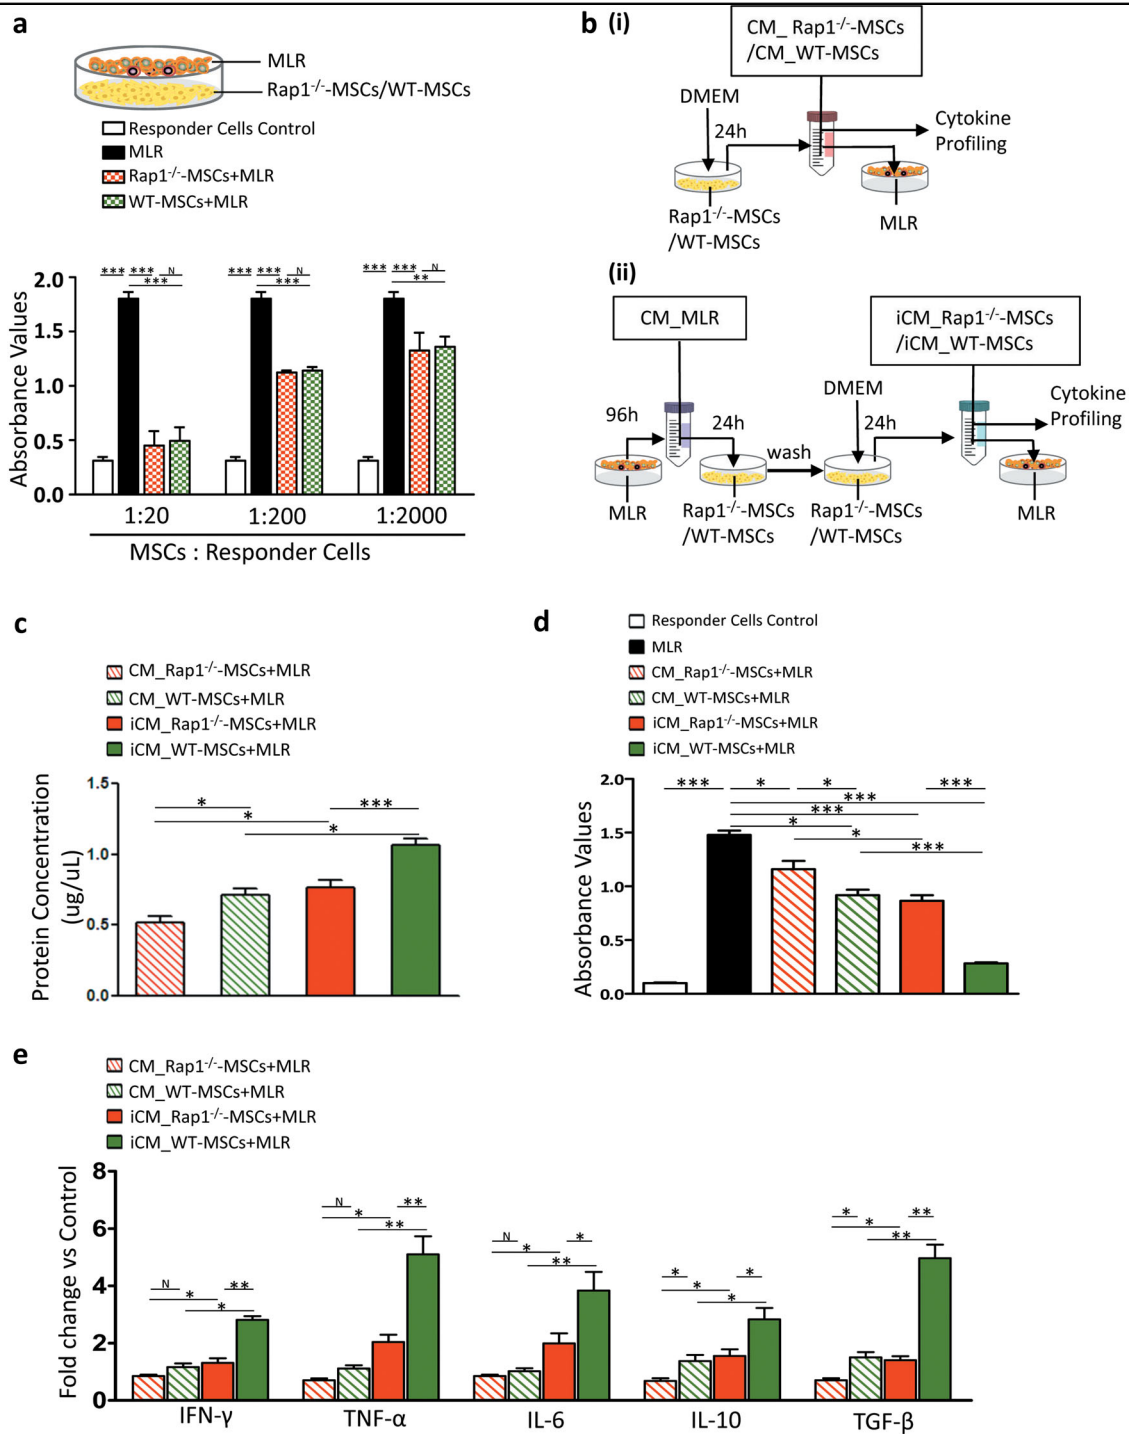 a
MLR
Rap1-/--MSCs/WT-MSCs
Responder Cells Control
MLR
Rap1-/--MSCs+MLR
WT-MSCs+MLR
*** *** N
***
*** *** N
***
*** *** N
**
Absorbance Values
2.0
1.5
1.0
0.5
0.0
1:20 1:200 1:2000
MSCs : Responder Cells
b (i)
CM_ Rap1-/--MSCs
/CM_WT-MSCs
DMEM
24h
Cytokine
Profiling
Rap1-/--MSCs
/WT-MSCs
MLR
(ii)
CM_MLR
iCM_Rap1-/--MSCs
/iCM_WT-MSCs
DMEM
Cytokine
Profiling
96h
24h
wash
24h
MLR
Rap1-/--MSCs
/WT-MSCs
Rap1-/--MSCs
/WT-MSCs
MLR
c
CM_Rap1-/--MSCs+MLR
CM_WT-MSCs+MLR
iCM_Rap1-/--MSCs+MLR
iCM_WT-MSCs+MLR
Protein Concentration
(ug/uL)
1.5
1.0
0.5
0.0
* ***
*
*
d
Responder Cells Control
MLR
CM_Rap1-/--MSCs+MLR
CM_WT-MSCs+MLR
iCM_Rap1-/--MSCs+MLR
iCM_WT-MSCs+MLR
Absorbance Values
2.0
1.5
1.0
0.5
0.0
*** * * ***
***
***
*
*
***
e
CM_Rap1-/--MSCs+MLR
CM_WT-MSCs+MLR
iCM_Rap1-/--MSCs+MLR
iCM_WT-MSCs+MLR
Fold change vs Control
8
6
4
2
0
N **
*
*
N **
*
**
N *
*
**
* *
*
*
* **
*
**
IFN-γ TNF-α IL-6 IL-10 TGF-β